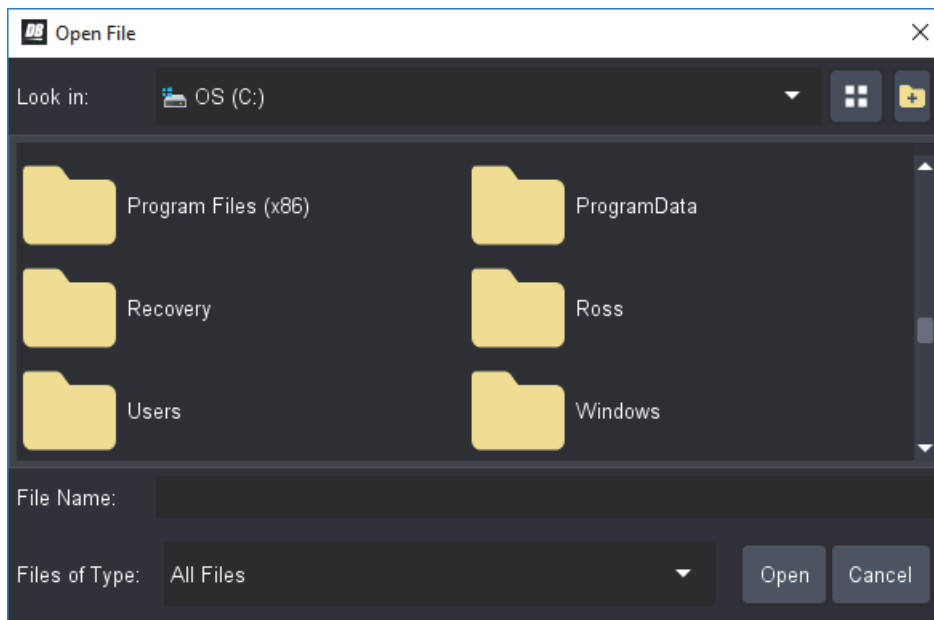 DB Open File
Look in: OS (C:)
Program Files (x86) ProgramData
Recovery Ross
Users Windows
File Name:
Files of Type: All Files Open Cancel